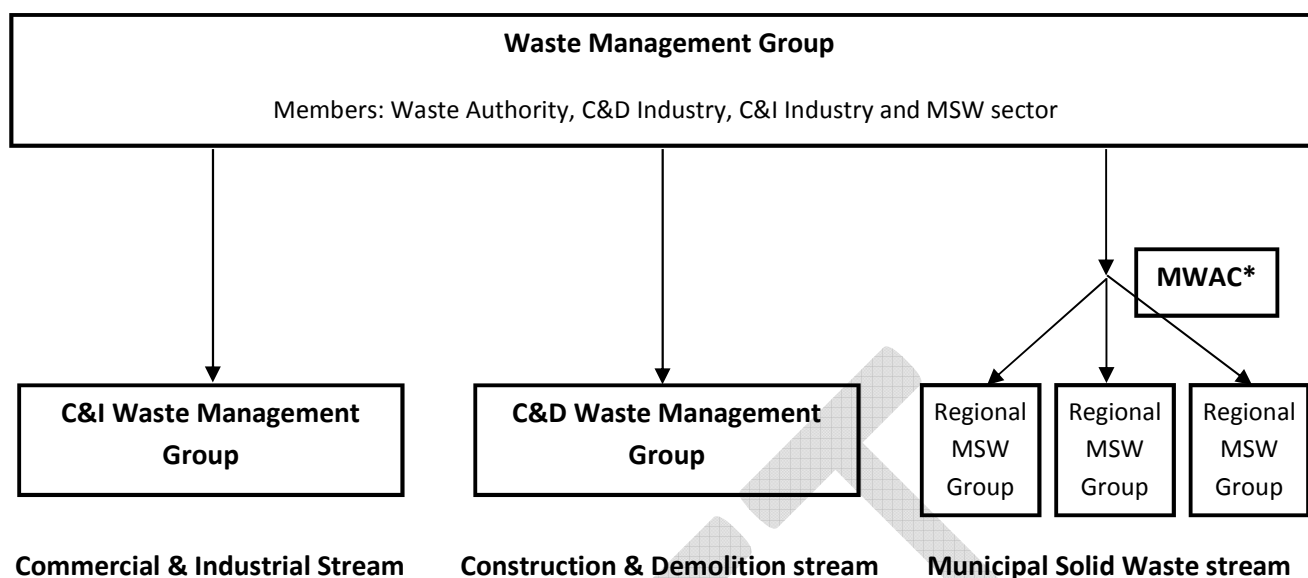 Waste Management Group
Members: Waste Authority, C&D Industry, C&I Industry and MSW sector
MWAC*
C&I Waste Management
Group
C&D Waste Management
Group
Regional
MSW
Group
Regional
MSW
Group
Regional
MSW
Group
Commercial & Industrial Stream
Construction & Demolition stream
Municipal Solid Waste stream